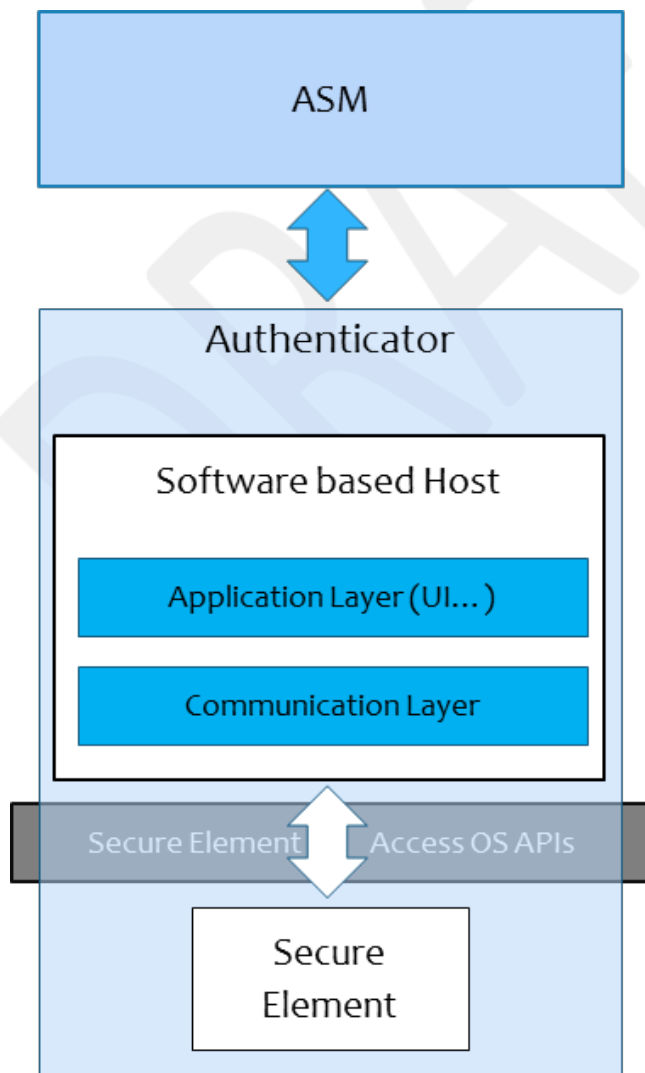 ASM
Authenticator
Software based Host
Application Layer (UI... )
Communication Layer
Secure Element Access OS APIs
Secure
Element